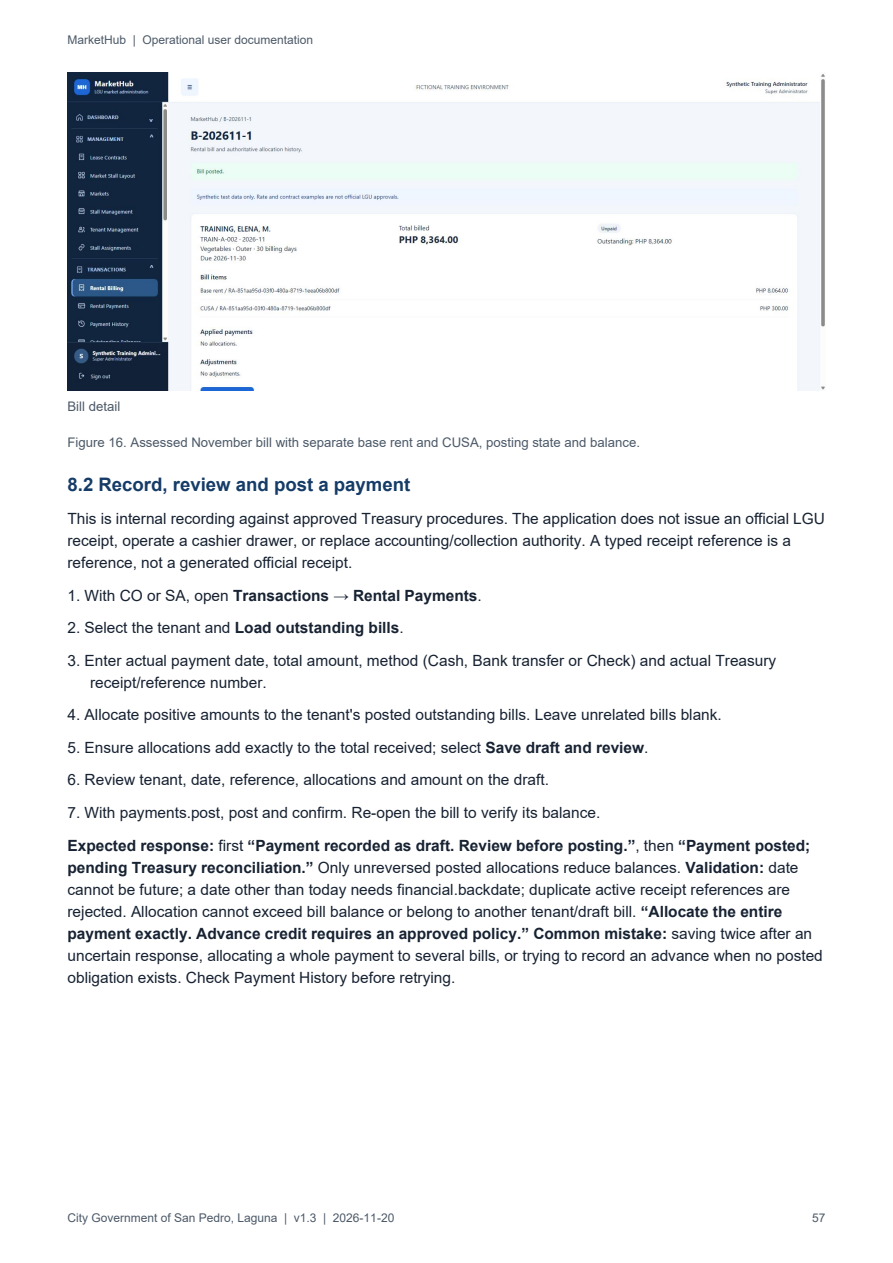 MarketHub | Operational user documentation
MH
MarketHub
LGU market administration
≡
FICTIONAL TRAINING ENVIRONMENT
Synthetic Training Administrator
Super Administrator
DASHBOARD
MANAGEMENT
Lease Contracts
Market Stall Layout
Markets
Stall Management
Tenant Management
Stall Assignments
TRANSACTIONS
Rental Billing
Rental Payments
Payment History
S
Synthetic Training Admini...
Super Administrator
Sign out
MarketHub / B-202611-1
B-202611-1
Rental bill and authoritative allocation history.
Bill posted.
Synthetic test data only. Rate and contract examples are not official LGU approvals.
TRAINING, ELENA, M.
TRAIN-A-002 · 2026-11
Vegetables · Outer · 30 billing days
Due 2026-11-30
Total billed
PHP 8,364.00
Unpaid
Outstanding: PHP 8,364.00
Bill items
Base rent / RA-851aa95d-03f0-480a-8719-1eea06b800df PHP 8,064.00
CUSA / RA-851aa95d-03f0-480a-8719-1eea06b800df PHP 300.00
Applied payments
No allocations.
Adjustments
No adjustments.
Bill detail
Figure 16. Assessed November bill with separate base rent and CUSA, posting state and balance.
8.2 Record, review and post a payment
This is internal recording against approved Treasury procedures. The application does not issue an official LGU
receipt, operate a cashier drawer, or replace accounting/collection authority. A typed receipt reference is a
reference, not a generated official receipt.
1. With CO or SA, open Transactions → Rental Payments.
2. Select the tenant and Load outstanding bills.
3. Enter actual payment date, total amount, method (Cash, Bank transfer or Check) and actual Treasury
receipt/reference number.
4. Allocate positive amounts to the tenant's posted outstanding bills. Leave unrelated bills blank.
5. Ensure allocations add exactly to the total received; select Save draft and review.
6. Review tenant, date, reference, allocations and amount on the draft.
7. With payments.post, post and confirm. Re-open the bill to verify its balance.
Expected response: first “Payment recorded as draft. Review before posting.”, then “Payment posted;
pending Treasury reconciliation.” Only unreversed posted allocations reduce balances. Validation: date
cannot be future; a date other than today needs financial.backdate; duplicate active receipt references are
rejected. Allocation cannot exceed bill balance or belong to another tenant/draft bill. “Allocate the entire
payment exactly. Advance credit requires an approved policy.” Common mistake: saving twice after an
uncertain response, allocating a whole payment to several bills, or trying to record an advance when no posted
obligation exists. Check Payment History before retrying.
City Government of San Pedro, Laguna | v1.3 | 2026-11-20
57